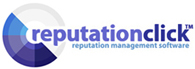 reputationclick™
reputation management software